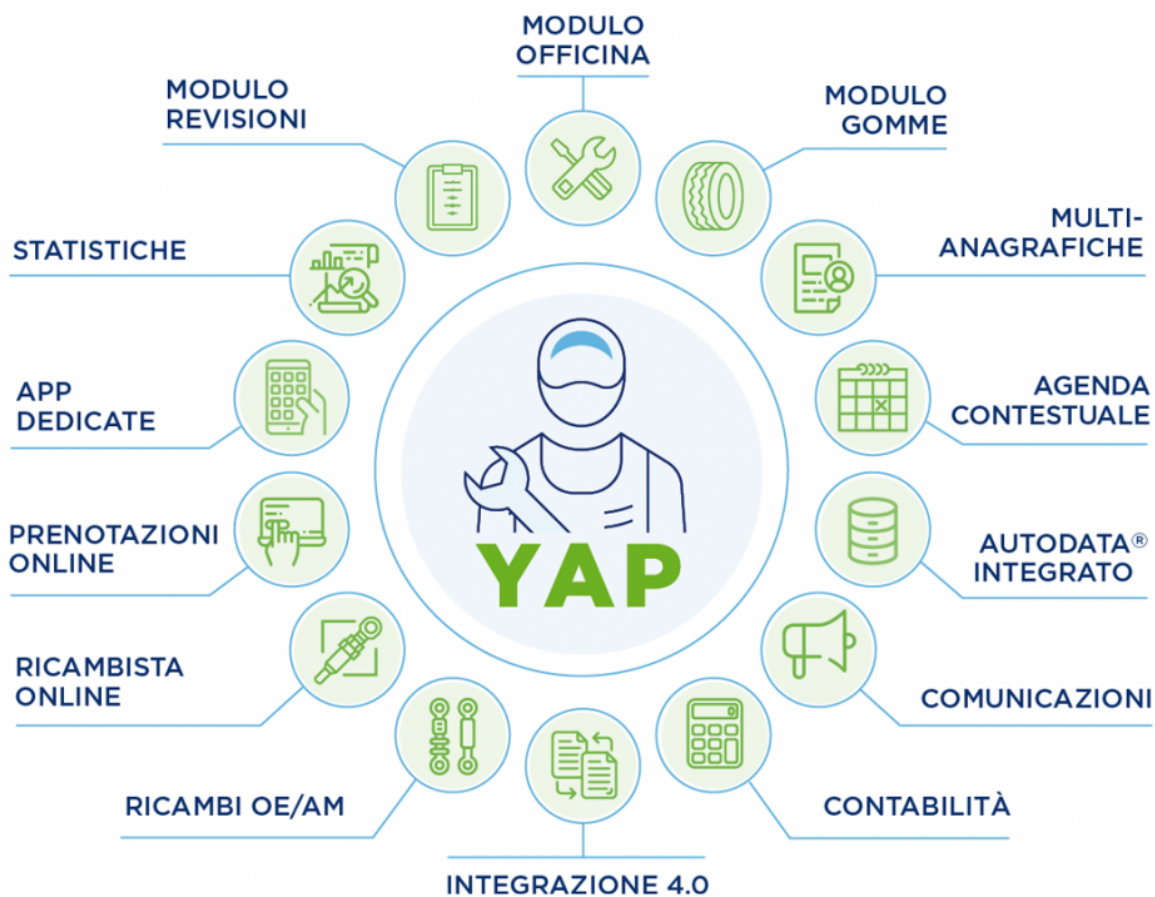 MODULO
OFFICINA
MODULO
GOMME
MULTI-
ANAGRAFICHE
AGENDA
CONTESTUALE
AUTODATA®
INTEGRATO
COMUNICAZIONI
CONTABILITÀ
INTEGRAZIONE 4.0
RICAMBI OE/AM
RICAMBISTA
ONLINE
PRENOTAZIONI
ONLINE
APP
DEDICATE
STATISTICHE
MODULO
REVISIONI
YAP